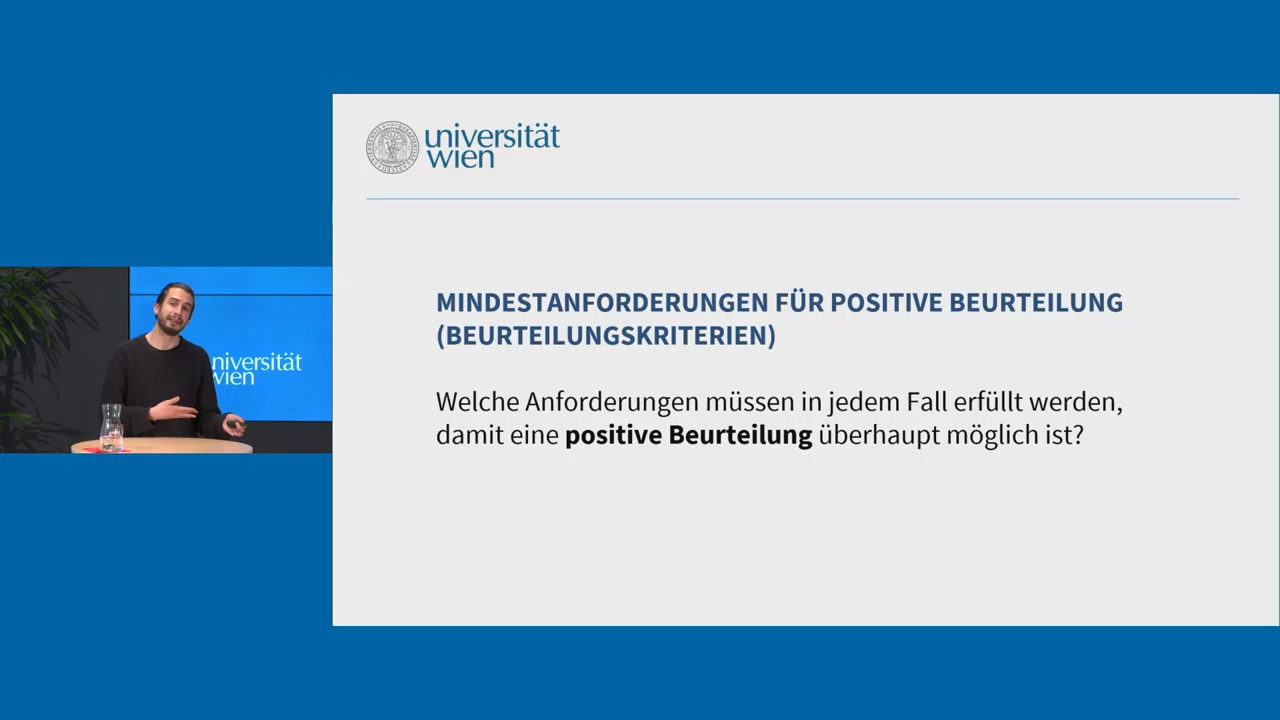 universität
wien
MINDESTANFORDERUNGEN FÜR POSITIVE BEURTEILUNG
(BEURTEILUNGSKRITERIEN)
Welche Anforderungen müssen in jedem Fall erfüllt werden,
damit eine positive Beurteilung überhaupt möglich ist?
niversität
wien